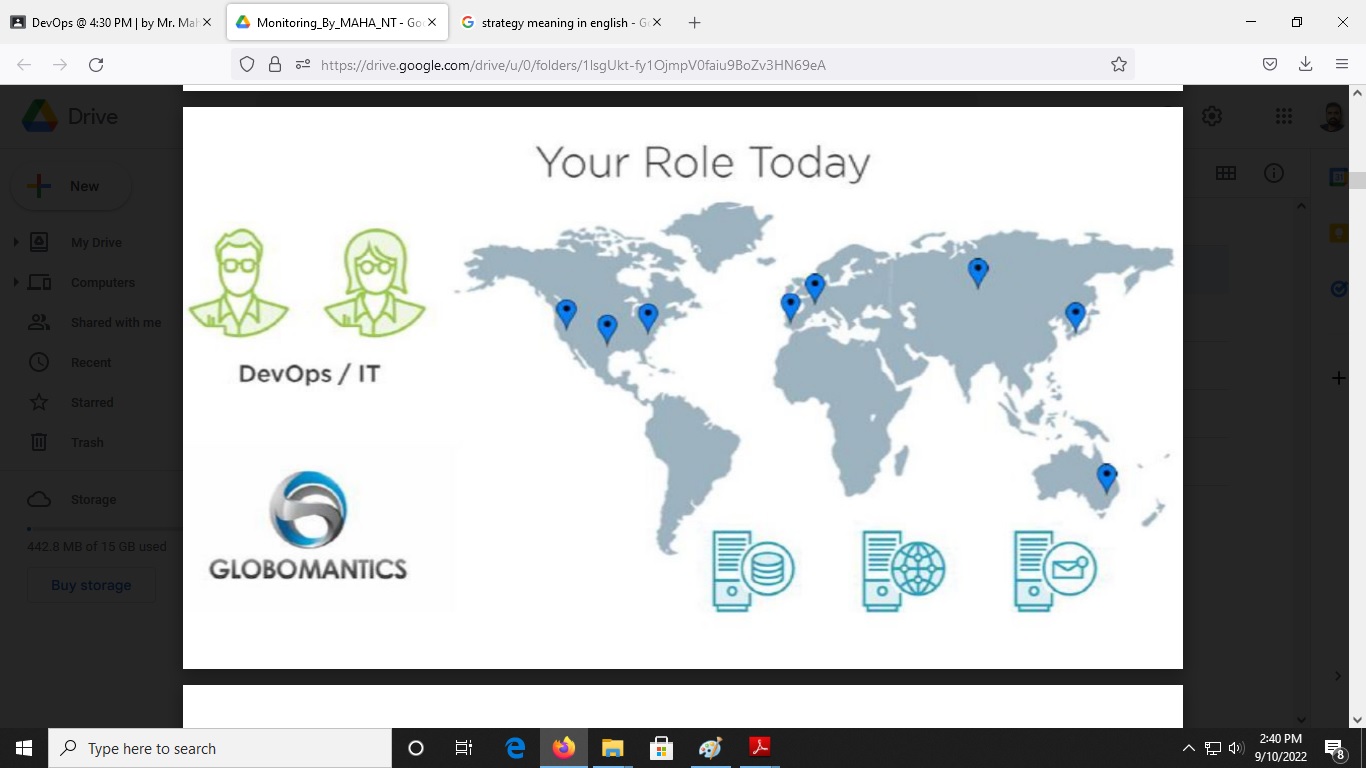 DevOps @ 4:30 PM | by Mr. Mah
Monitoring_By_MAHA_NT - Goo
strategy meaning in english - Go
https://drive.google.com/drive/u/0/folders/1lsgUkt-fy1OjmpV0faiu9BoZv3HN69eA
Drive
New
My Drive
Computers
Shared with me
Recent
Starred
Trash
Storage
442.8 MB of 15 GB used
Buy storage
Your Role Today
DevOps / IT
GLOBOMANTICS
Type here to search
2:40 PM
9/10/2022
8